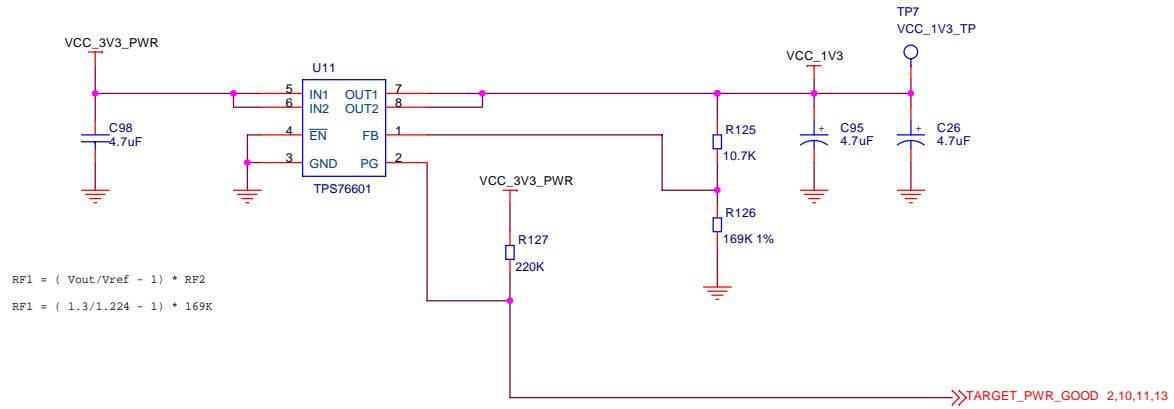 TP7
VCC_1V3_TP
VCC_3V3_PWR
VCC_1V3
U11
5 IN1 OUT1 7
6 IN2 OUT2 8
4 EN FB 1
3 GND PG 2
TPS76601
C98
4.7uF
R125
10.7K
+ C95
4.7uF
+ C26
4.7uF
VCC_3V3_PWR
R126
169K 1%
R127
220K
RF1 = ( Vout/Vref - 1) * RF2
RF1 = ( 1.3/1.224 - 1) * 169K
TARGET_PWR_GOOD 2,10,11,13